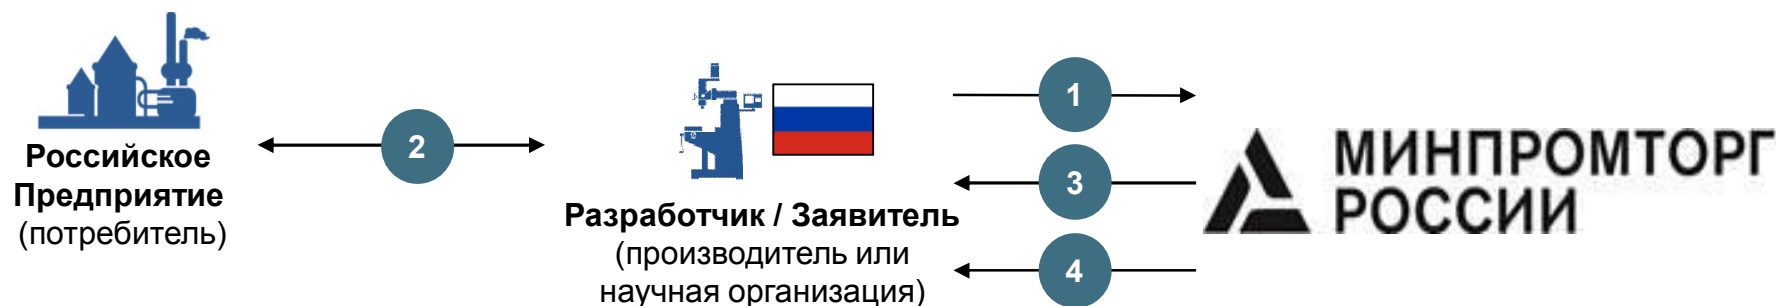 Российское
Предприятие
(потребитель)
2
Разработчик / Заявитель
(производитель или
научная организация)
1
3
4
МИНПРОМТОРГ
РОССИИ